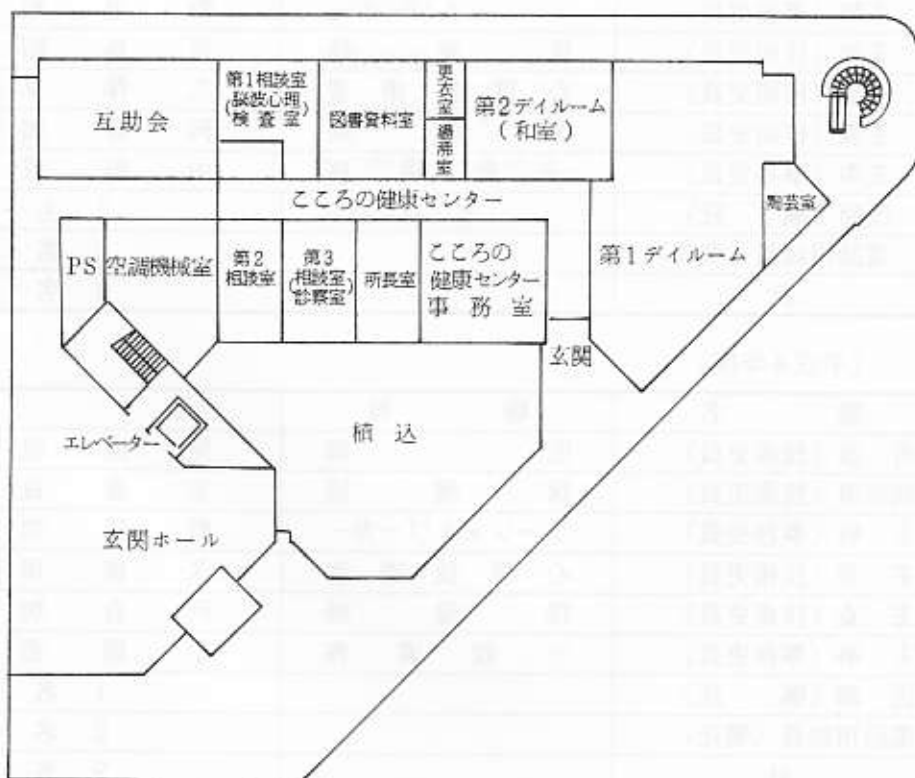 互助会
第1相談室
(脳波心理
検査室)
図書資料室
更衣室
湯沸室
第2デイルーム
(和室)
こころの健康センター
陶芸室
PS
空調機械室
第2
相談室
第3
相談室
(診察室)
所長室
こころの
健康センター
事務室
第1デイルーム
玄関
エレベーター
植込
玄関ホール